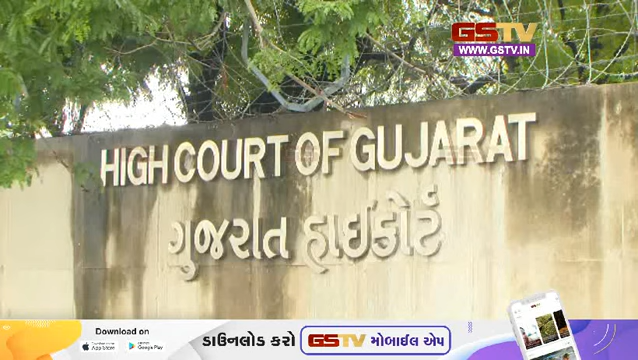 GSTV
WWW.GSTV.IN
HIGH COURT OF GUJARAT
ગુજરાત હાઇકોર્ટ
Download on
App Store Google Play
ડાઉનલોડ કરો GSTV મોબાઈલ એપ